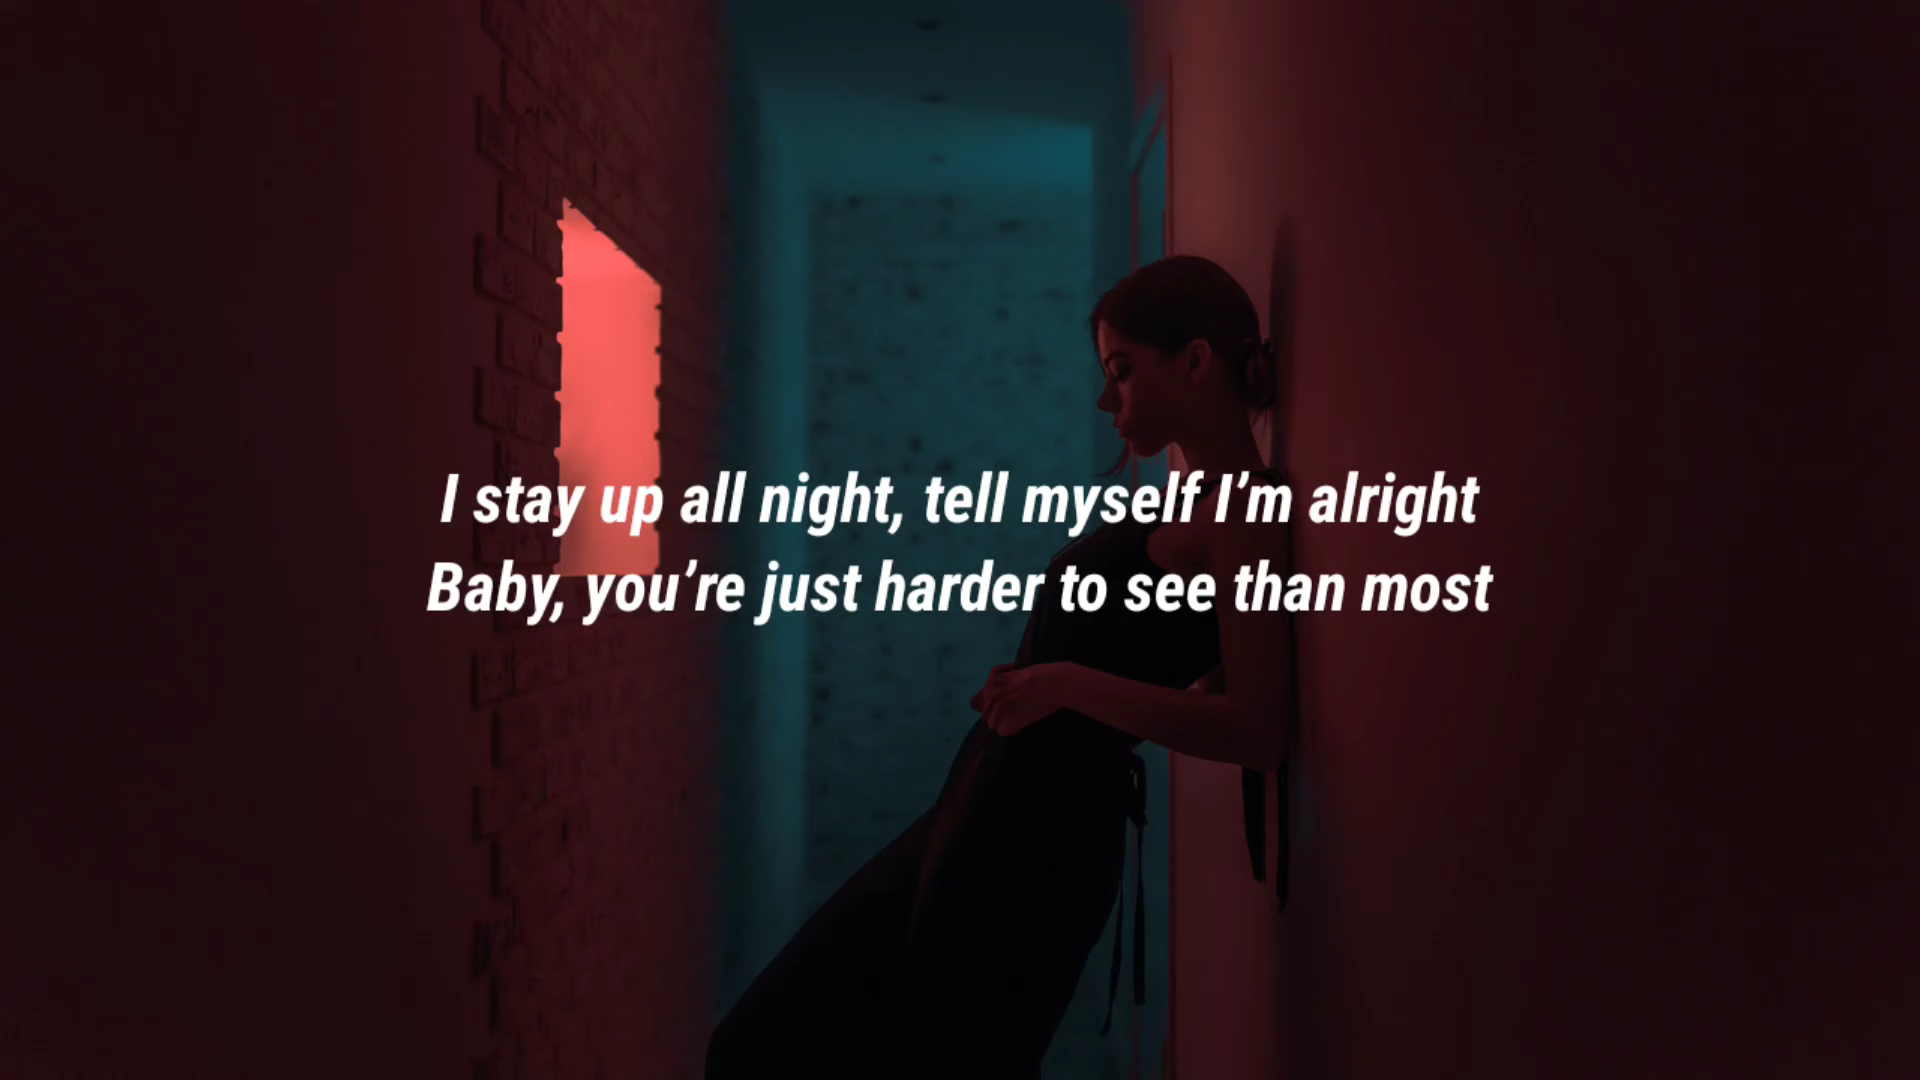 I stay up all night, tell myself I’m alright
Baby, you’re just harder to see than most